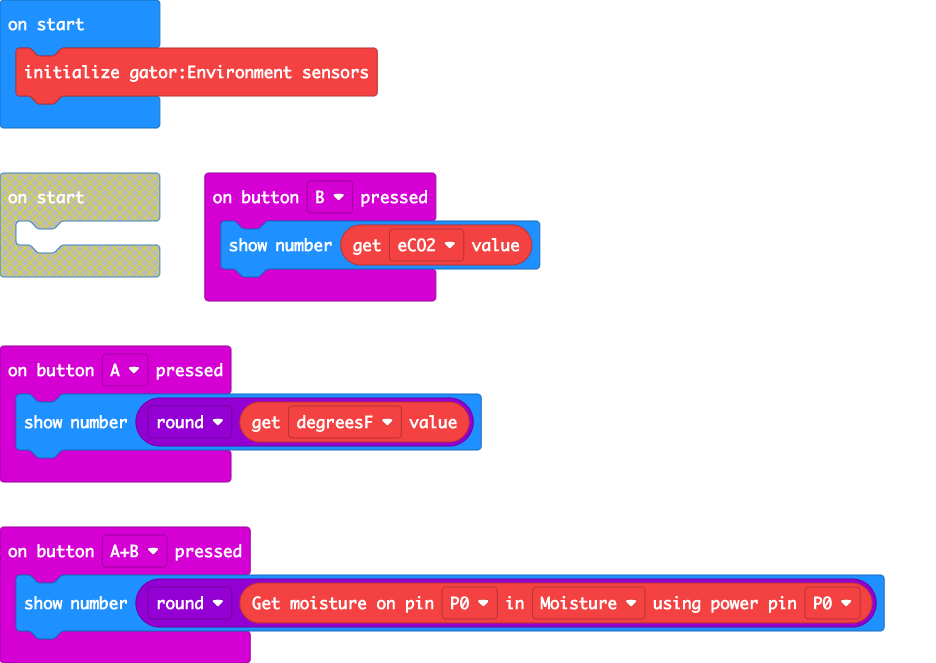 on start
initialize gator:Environment sensors
on start
on button B pressed
show number get eCO2 value
on button A pressed
show number round get degreesF value
on button A+B pressed
show number round Get moisture on pin P0 in Moisture using power pin P0